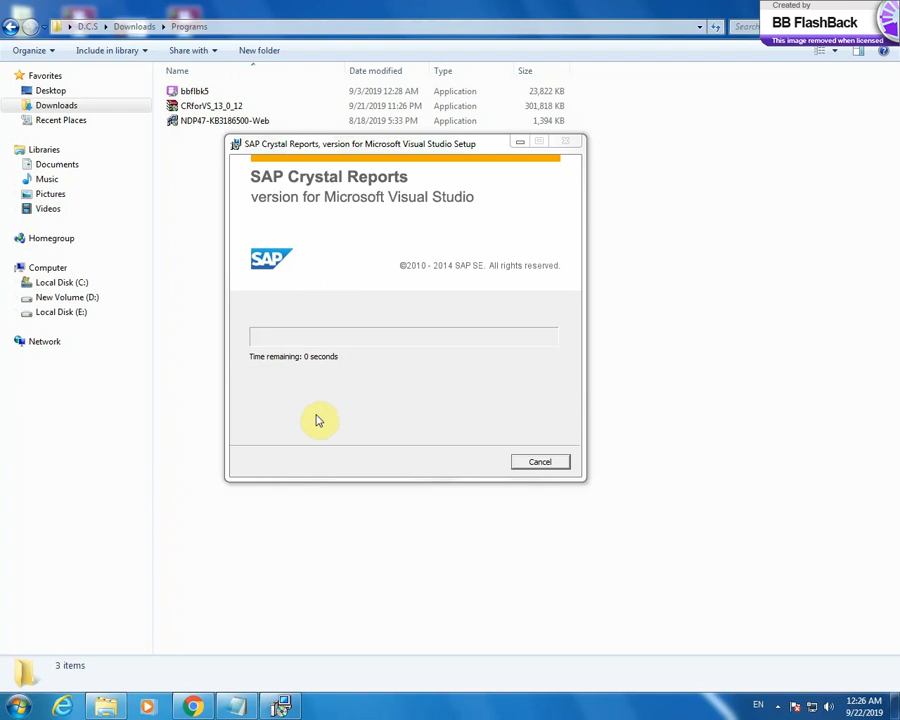 Created by
BB FlashBack
This image removed when licensed
D.C.S ▸ Downloads ▸ Programs
Search
Organize Include in library Share with New folder
Favorites
Desktop
Downloads
Recent Places
Libraries
Documents
Music
Pictures
Videos
Homegroup
Computer
Local Disk (C:)
New Volume (D:)
Local Disk (E:)
Network
Name Date modified Type Size
bbflbk5 9/3/2019 12:28 AM Application 23,822 KB
CRforVS_13_0_12 9/21/2019 11:26 PM Application 301,818 KB
NDP47-KB3186500-Web 8/18/2019 5:33 PM Application 1,394 KB
SAP Crystal Reports, version for Microsoft Visual Studio Setup
SAP Crystal Reports
version for Microsoft Visual Studio
SAP
©2010 - 2014 SAP SE. All rights reserved.
Time remaining: 0 seconds
Cancel
3 items
EN
12:26 AM
9/22/2019